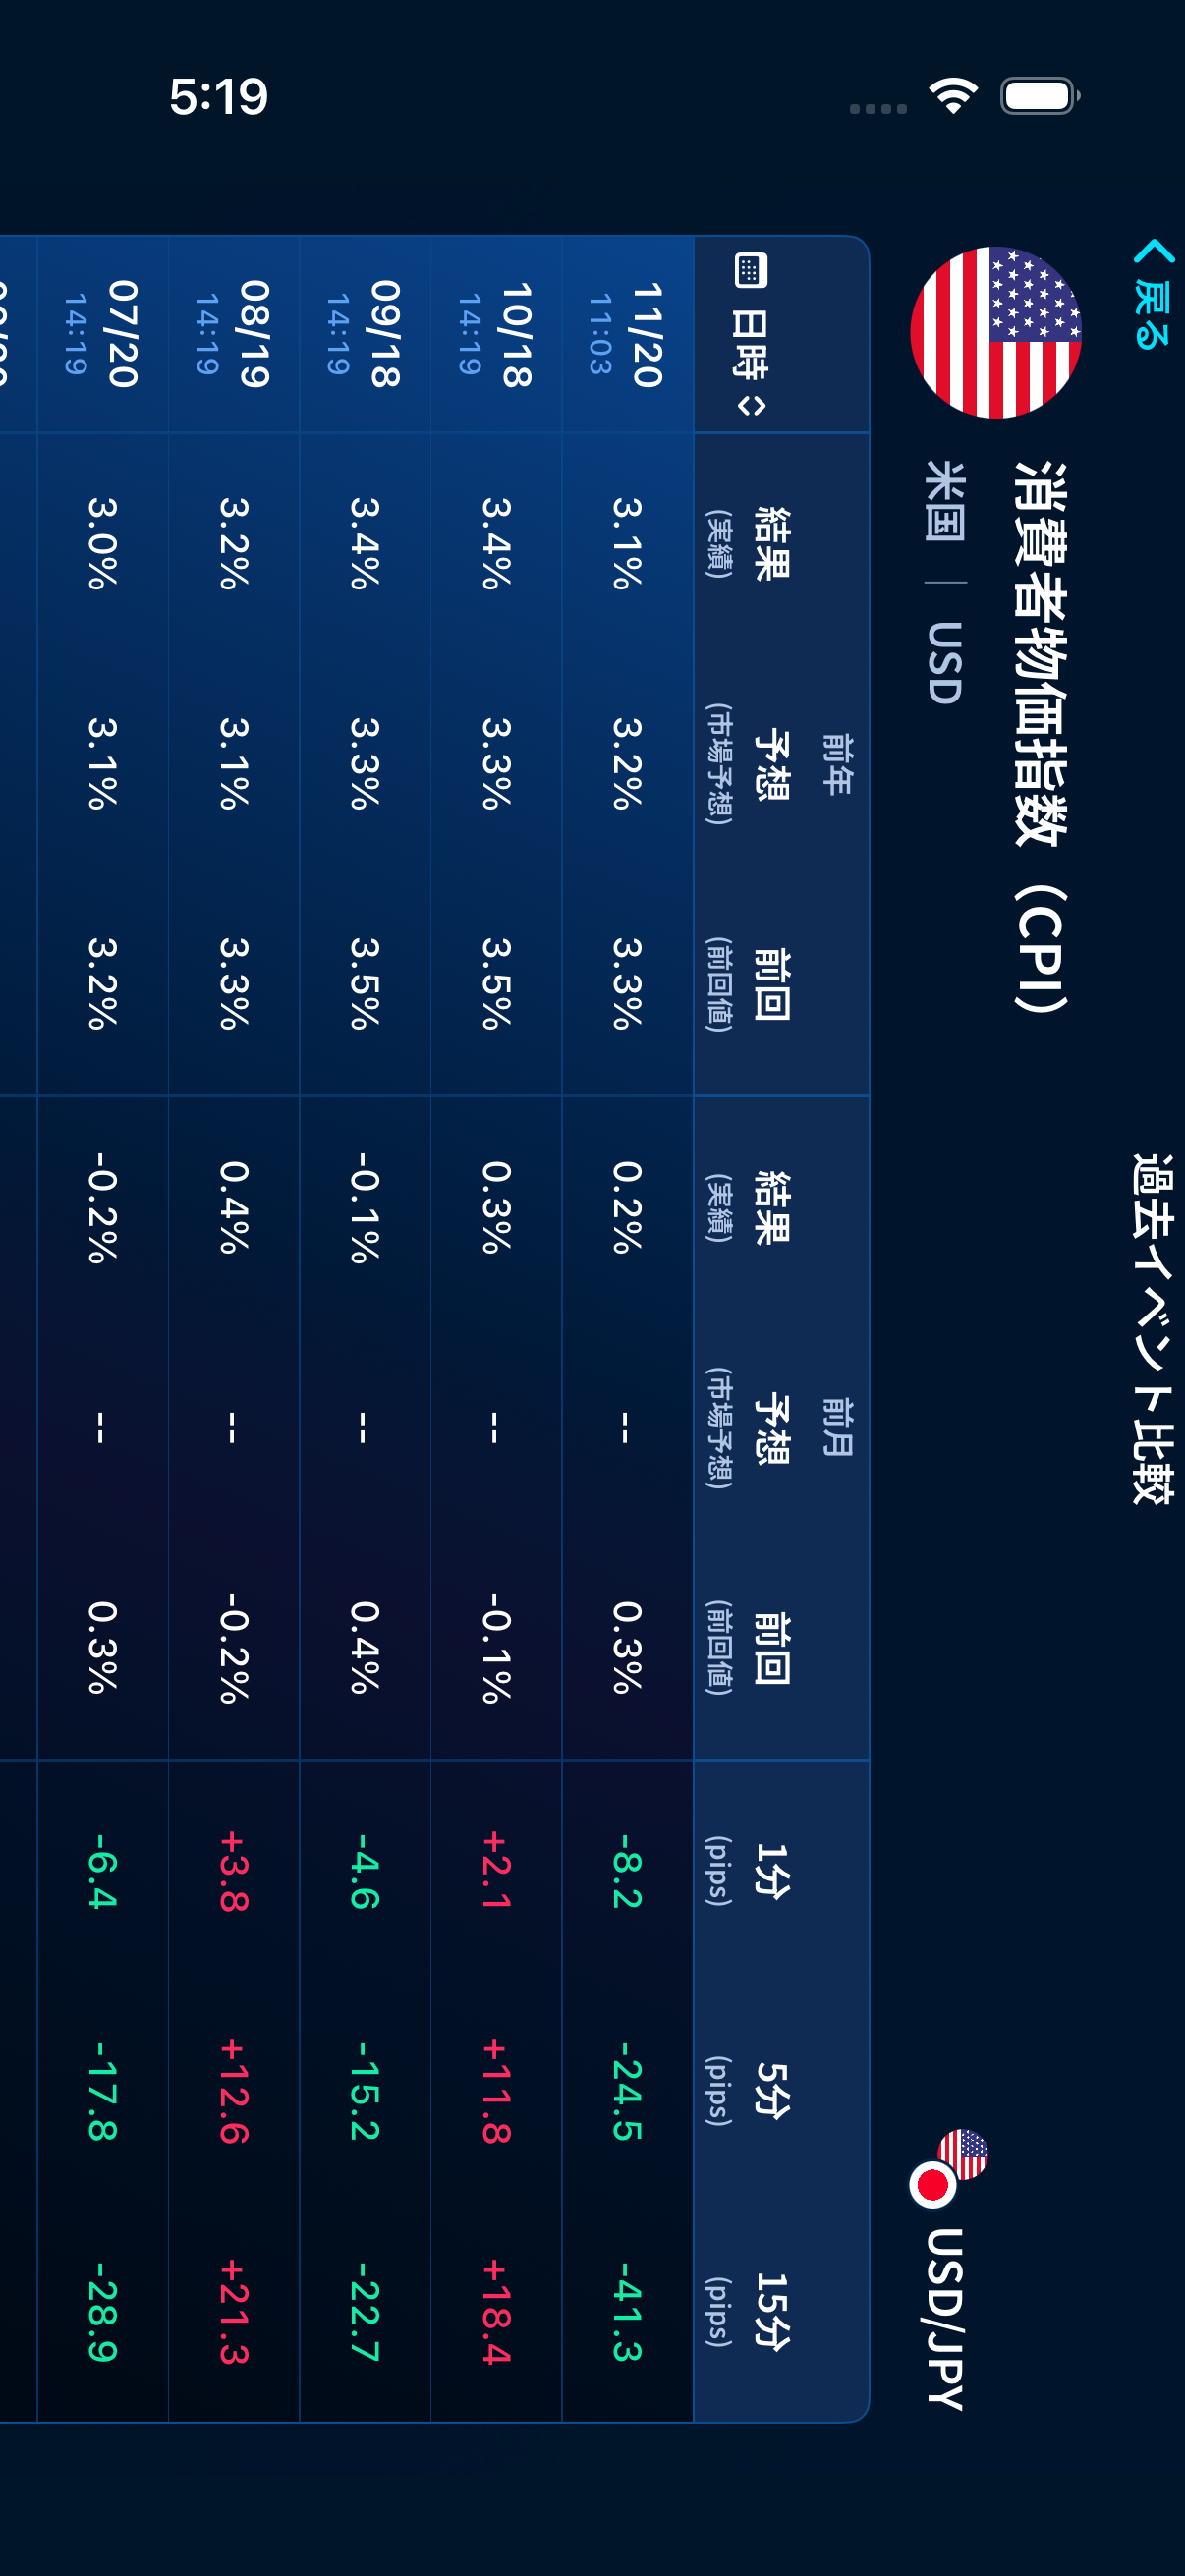 5:19
戻る
過去イベント比較
消費者物価指数（CPI）
米国 | USD
USD/JPY
前年
前月
日時
結果 予想 前回 結果 予想 前回 1分 5分 15分
(実績) (市場予想) (前回値) (実績) (市場予想) (前回値) (pips) (pips) (pips)
11/20 3.1% 3.2% 3.3% 0.2% -- 0.3% -8.2 -24.5 -41.3
11:03
10/18 3.4% 3.3% 3.5% 0.3% -- -0.1% +2.1 +11.8 +18.4
14:19
09/18 3.4% 3.3% 3.5% -0.1% -- 0.4% -4.6 -15.2 -22.7
14:19
08/19 3.2% 3.1% 3.3% 0.4% -- -0.2% +3.8 +12.6 +21.3
14:19
07/20 3.0% 3.1% 3.2% -0.2% -- 0.3% -6.4 -17.8 -28.9
14:19